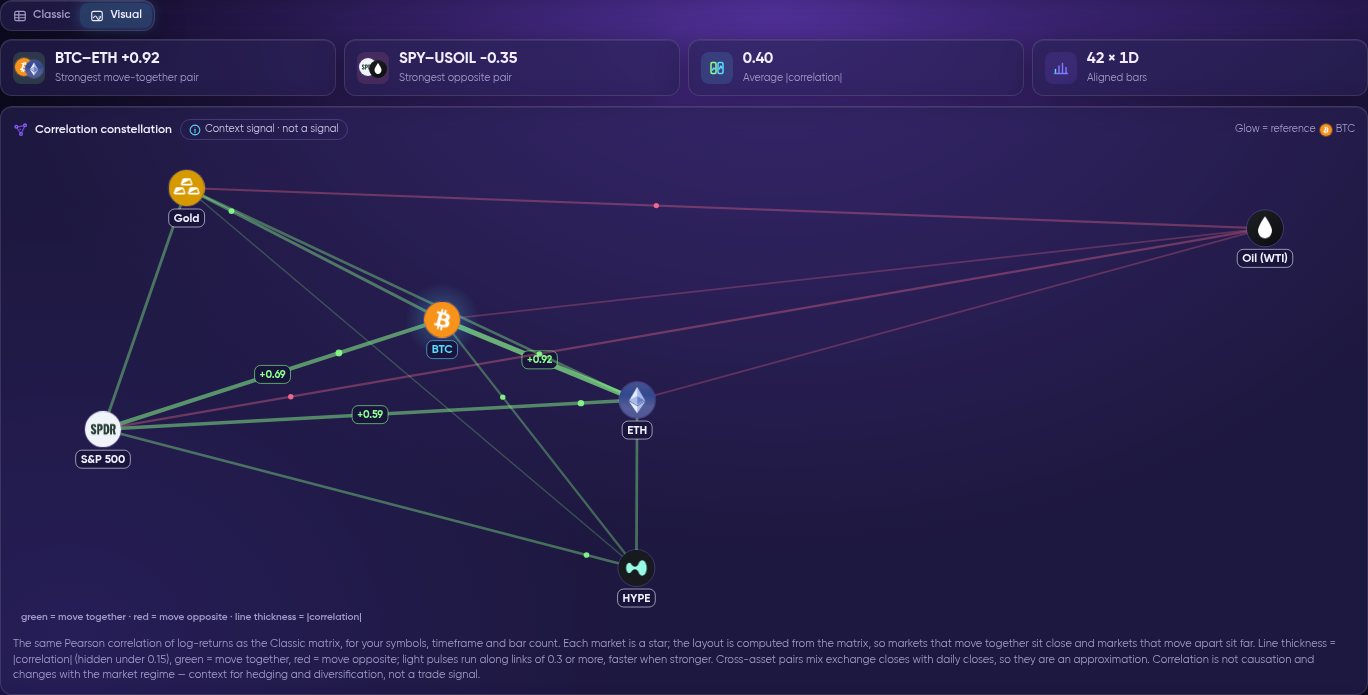 Classic
Visual
BTC–ETH +0.92
Strongest move-together pair
SPY–USOIL -0.35
Strongest opposite pair
0.40
Average |correlation|
42 × 1D
Aligned bars
Correlation constellation
Context signal · not a signal
Glow = reference BTC
Gold
Oil (WTI)
BTC
+0.92
+0.69
+0.59
ETH
SPDR
S&P 500
HYPE
green = move together · red = move opposite · line thickness = |correlation|
The same Pearson correlation of log-returns as the Classic matrix, for your symbols, timeframe and bar count. Each market is a star; the layout is computed from the matrix, so markets that move together sit close and markets that move apart sit far. Line thickness =
|correlation| (hidden under 0.15), green = move together, red = move opposite; light pulses run along links of 0.3 or more, faster when stronger. Cross-asset pairs mix exchange closes with daily closes, so they are an approximation. Correlation is not causation and
changes with the market regime — context for hedging and diversification, not a trade signal.